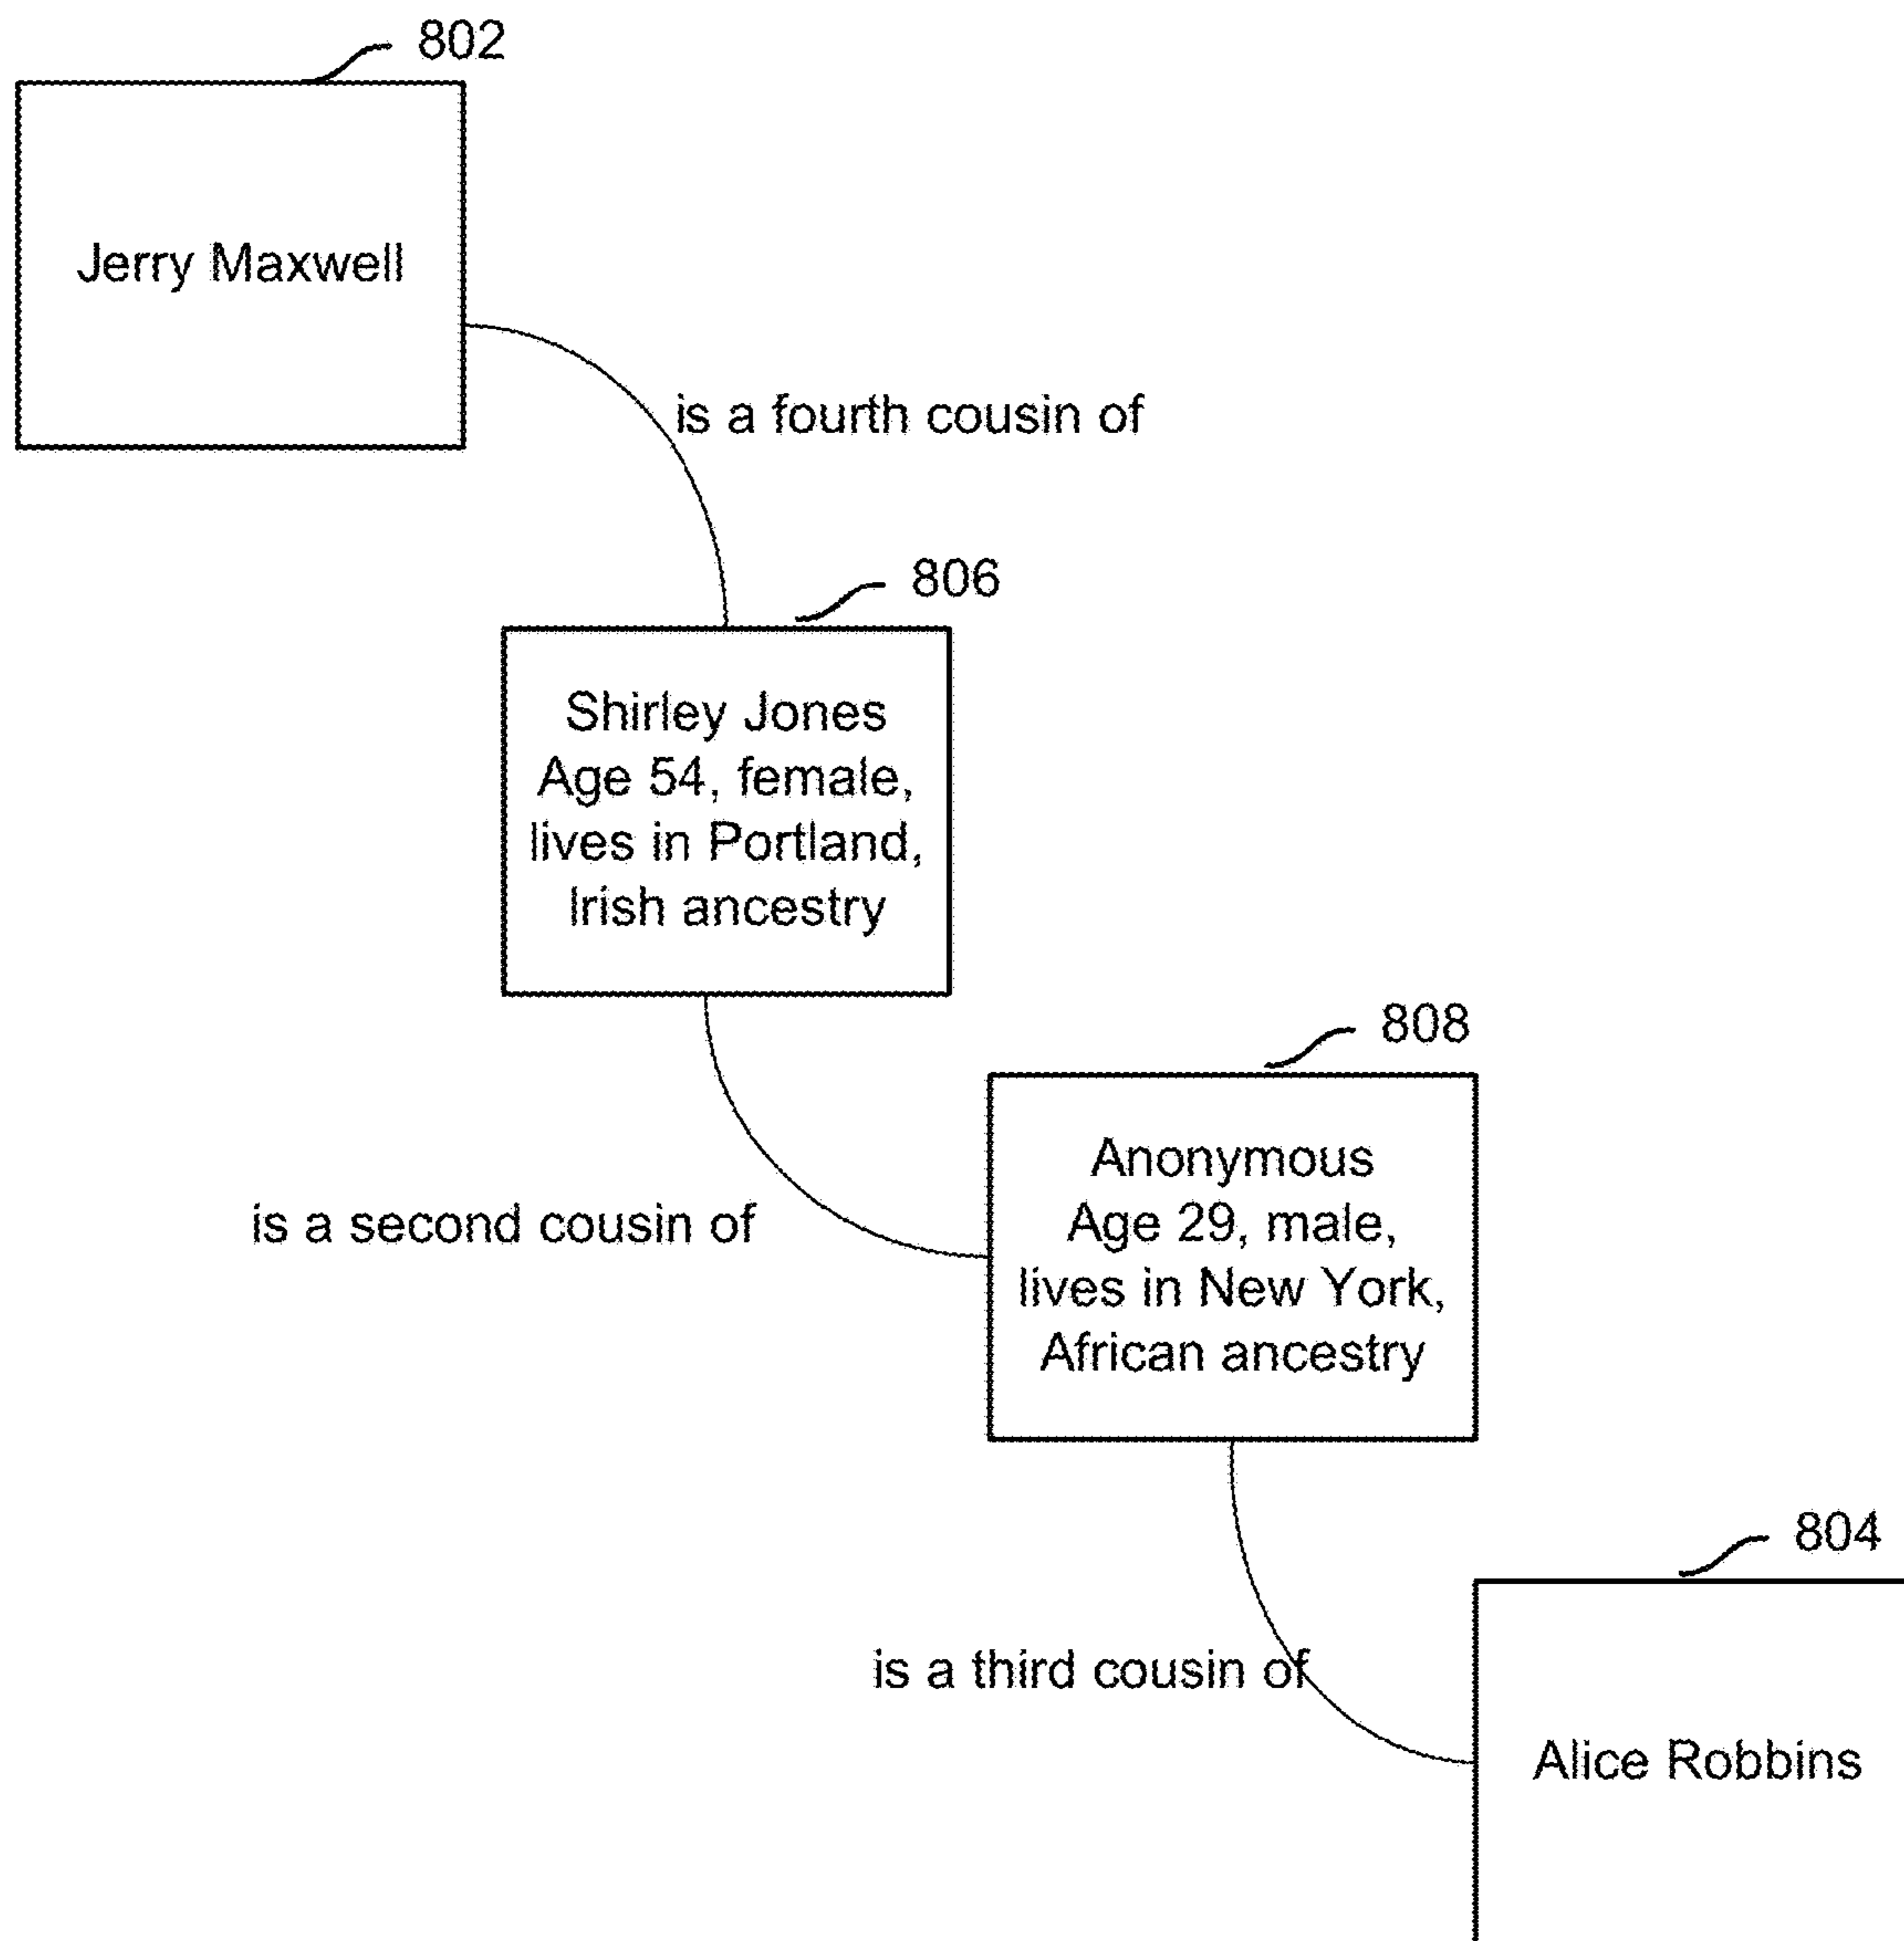 802
Jerry Maxwell
is a fourth cousin of
806
Shirley Jones
Age 54, female,
lives in Portland,
Irish ancestry
808
Anonymous
Age 29, male,
lives in New York,
African ancestry
is a second cousin of
804
is a third cousin of
Alice Robbins